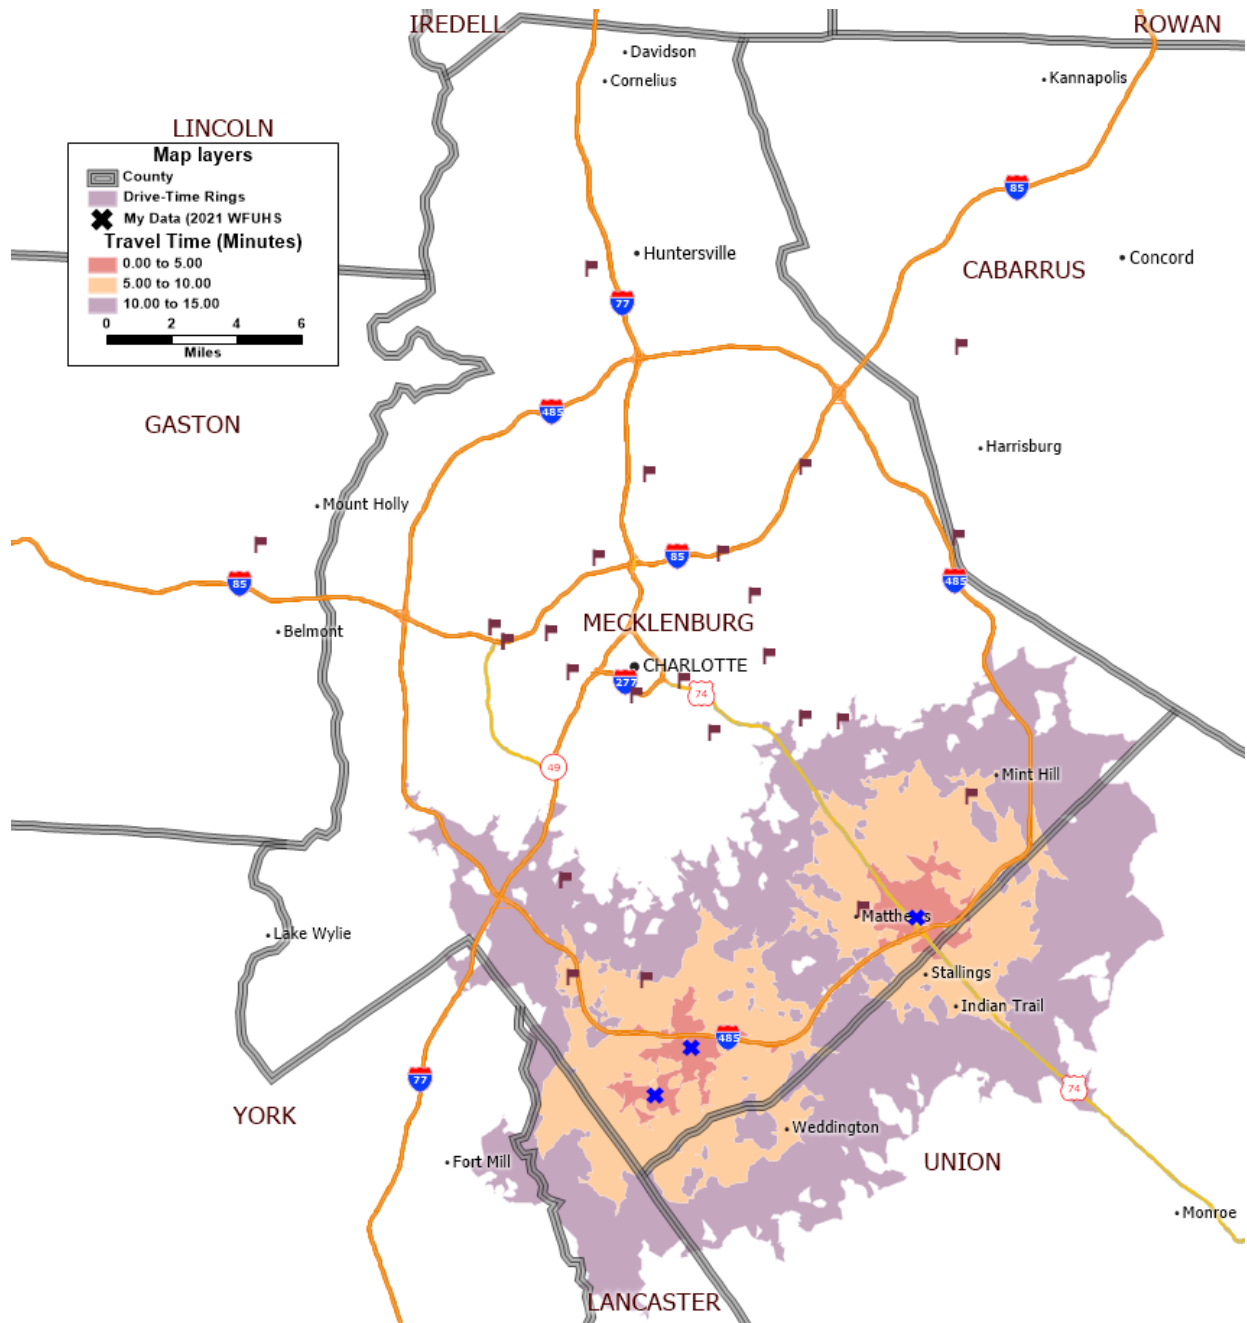 IREDELL
ROWAN
Davidson
Cornelius
Kannapolis
LINCOLN
Map layers
County
Drive-Time Rings
My Data (2021 WFUHS
Travel Time (Minutes)
0.00 to 5.00
5.00 to 10.00
10.00 to 15.00
0 2 4 6
Miles
85
Huntersville
Concord
CABARRUS
77
485
GASTON
Harrisburg
Mount Holly
85
85
485
Belmont
MECKLENBURG
CHARLOTTE
277
74
49
Mint Hill
Matthews
Lake Wylie
Stallings
Indian Trail
485
77
74
YORK
Weddington
Fort Mill
UNION
Monroe
LANCASTER